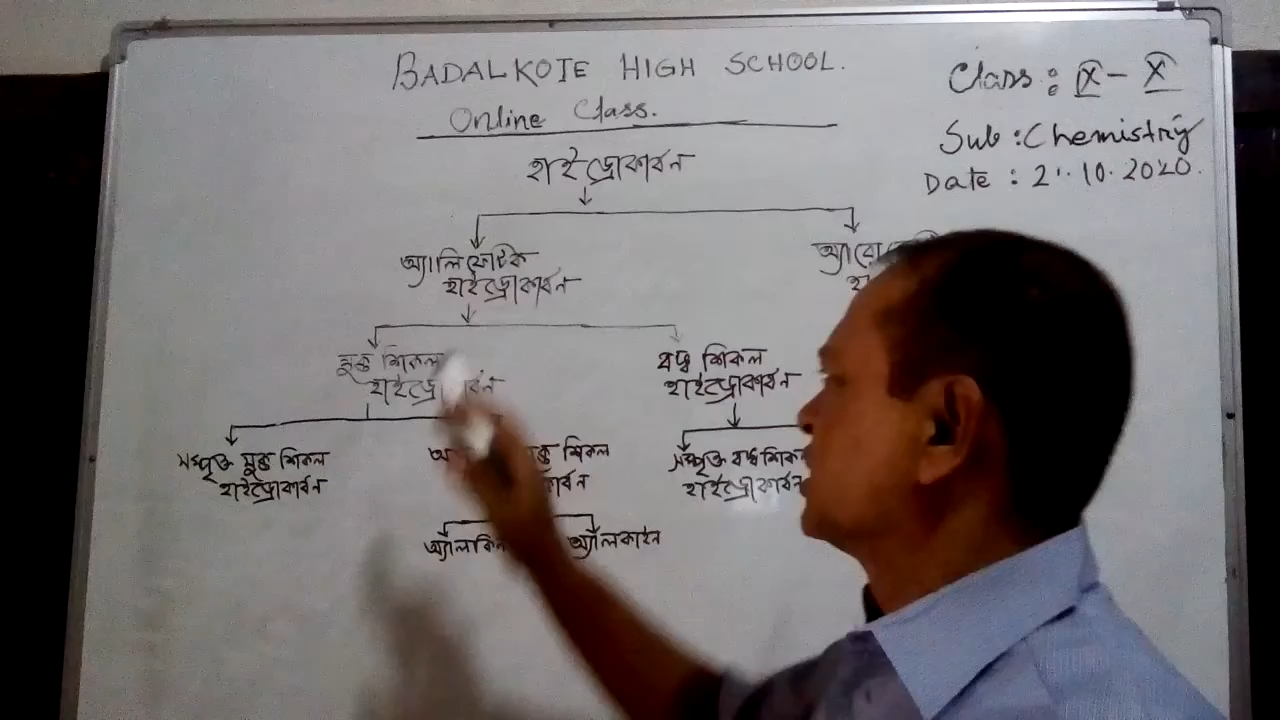 BADALKOTE HIGH SCHOOL.
Online Class.
Class : IX - X
Sub : Chemistry
Date : 21.10.2020.
হাইড্রোকার্বন
অ্যালিফেটিক
হাইড্রোকার্বন
মুক্ত শিকল
হাইড্রোকার্বন
বদ্ধ শিকল
হাইড্রোকার্বন
সম্পৃক্ত মুক্ত শিকল
হাইড্রোকার্বন
শিকল
সম্পৃক্ত বদ্ধ শিকল
হাইড্রোকার্বন
অ্যালকিন
অ্যালকাইন